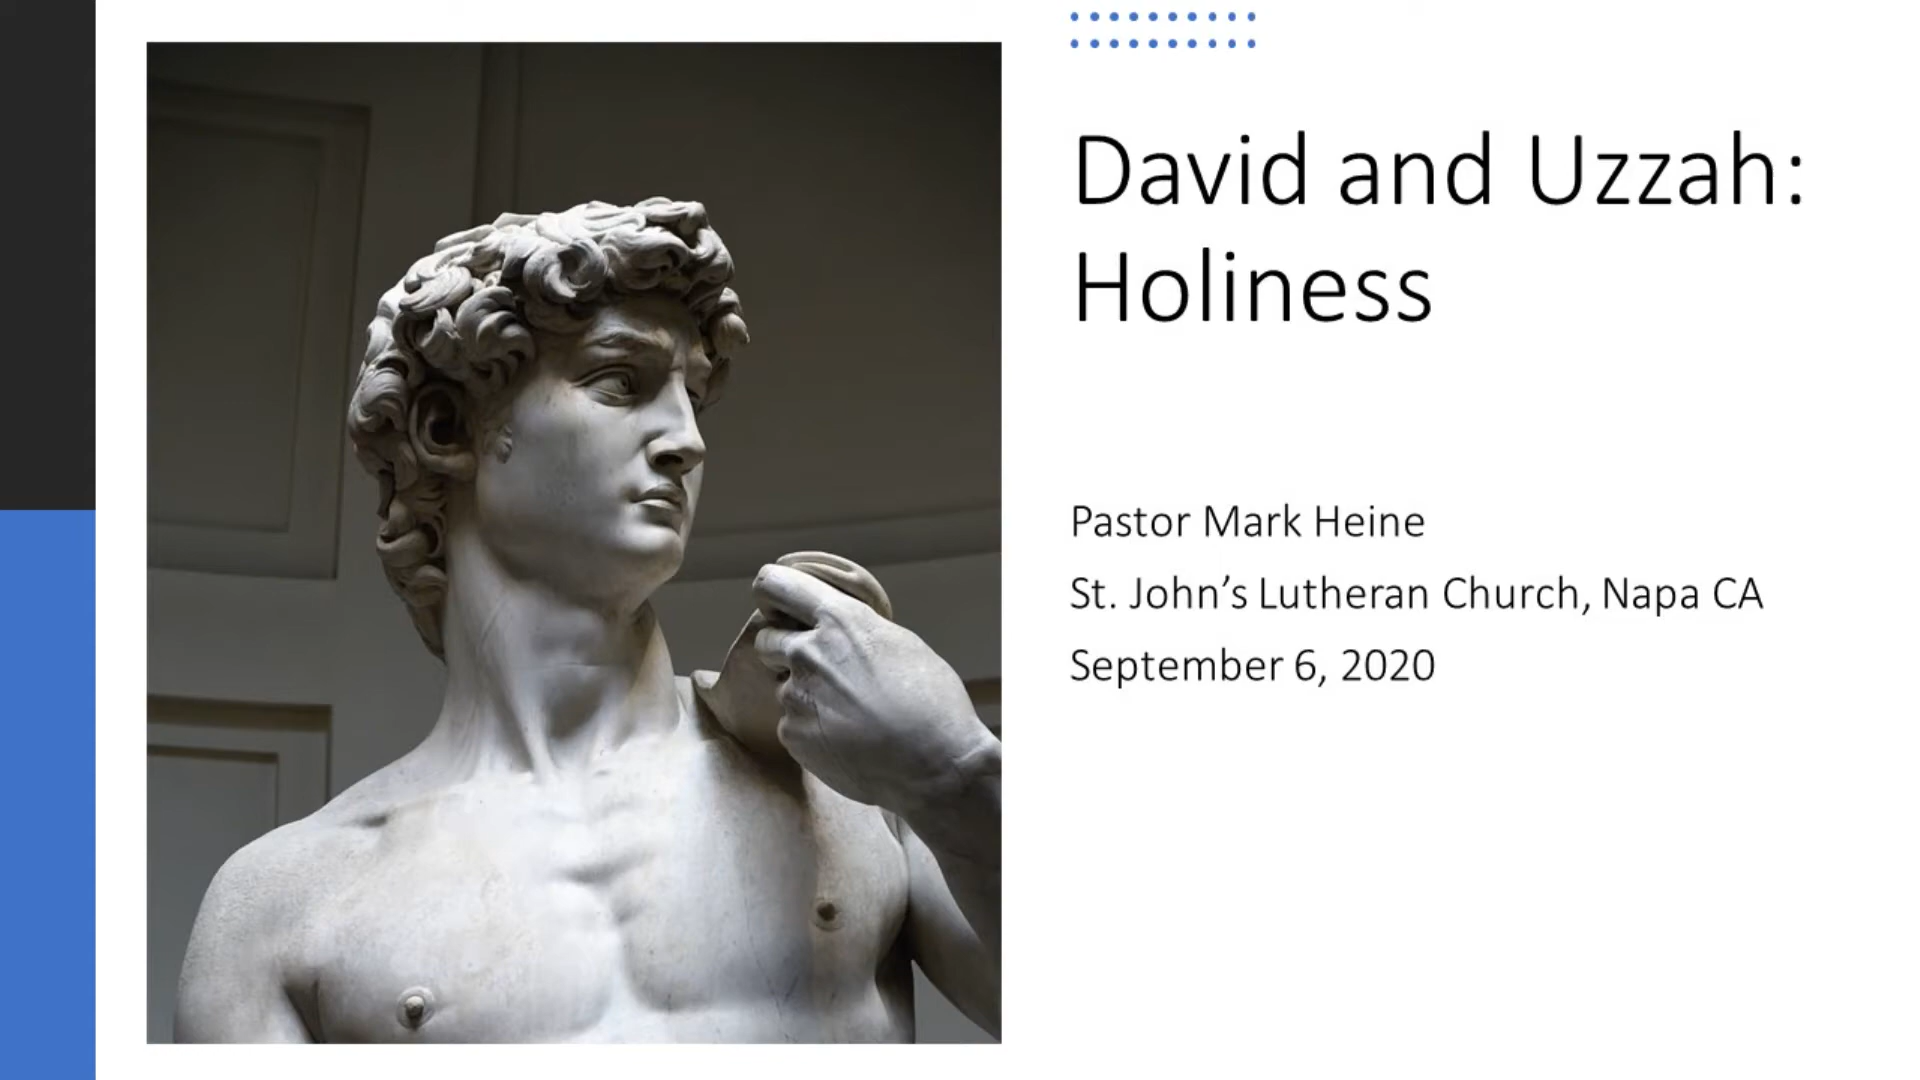 David and Uzzah:
Holiness
Pastor Mark Heine
St. John’s Lutheran Church, Napa CA
September 6, 2020